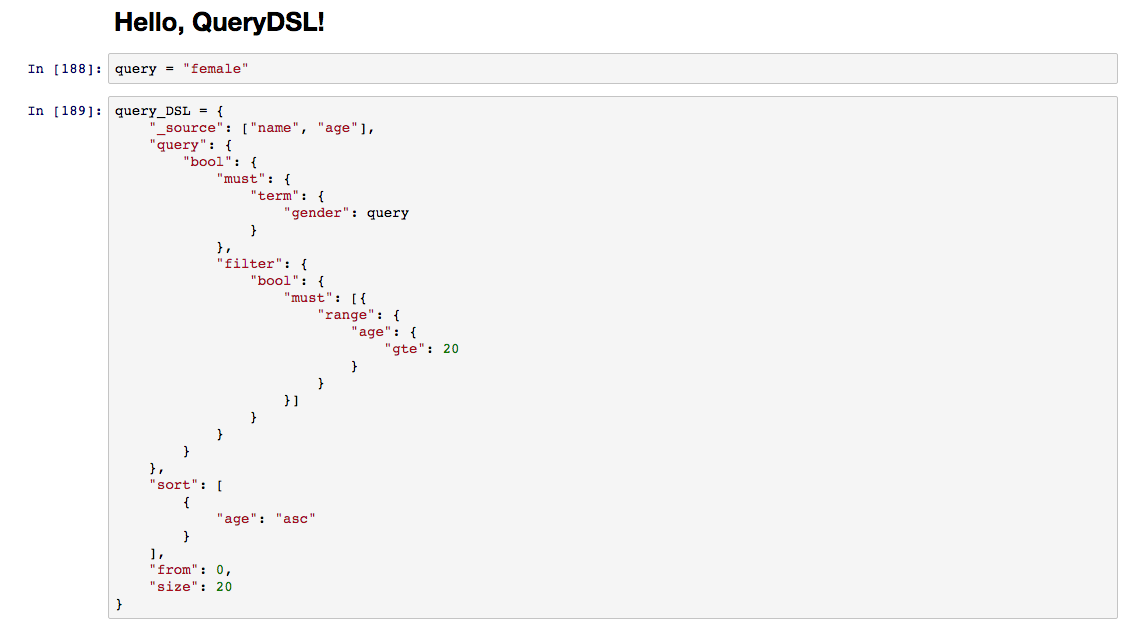 Hello, QueryDSL!
In [188]: query = "female"
In [189]: query_DSL = {
    "_source": ["name", "age"],
    "query": {
        "bool": {
            "must": {
                "term": {
                    "gender": query
                }
            },
            "filter": {
                "bool": {
                    "must": [{
                        "range": {
                            "age": {
                                "gte": 20
                            }
                        }
                    }]
                }
            }
        }
    },
    "sort": [
        {
            "age": "asc"
        }
    ],
    "from": 0,
    "size": 20
}